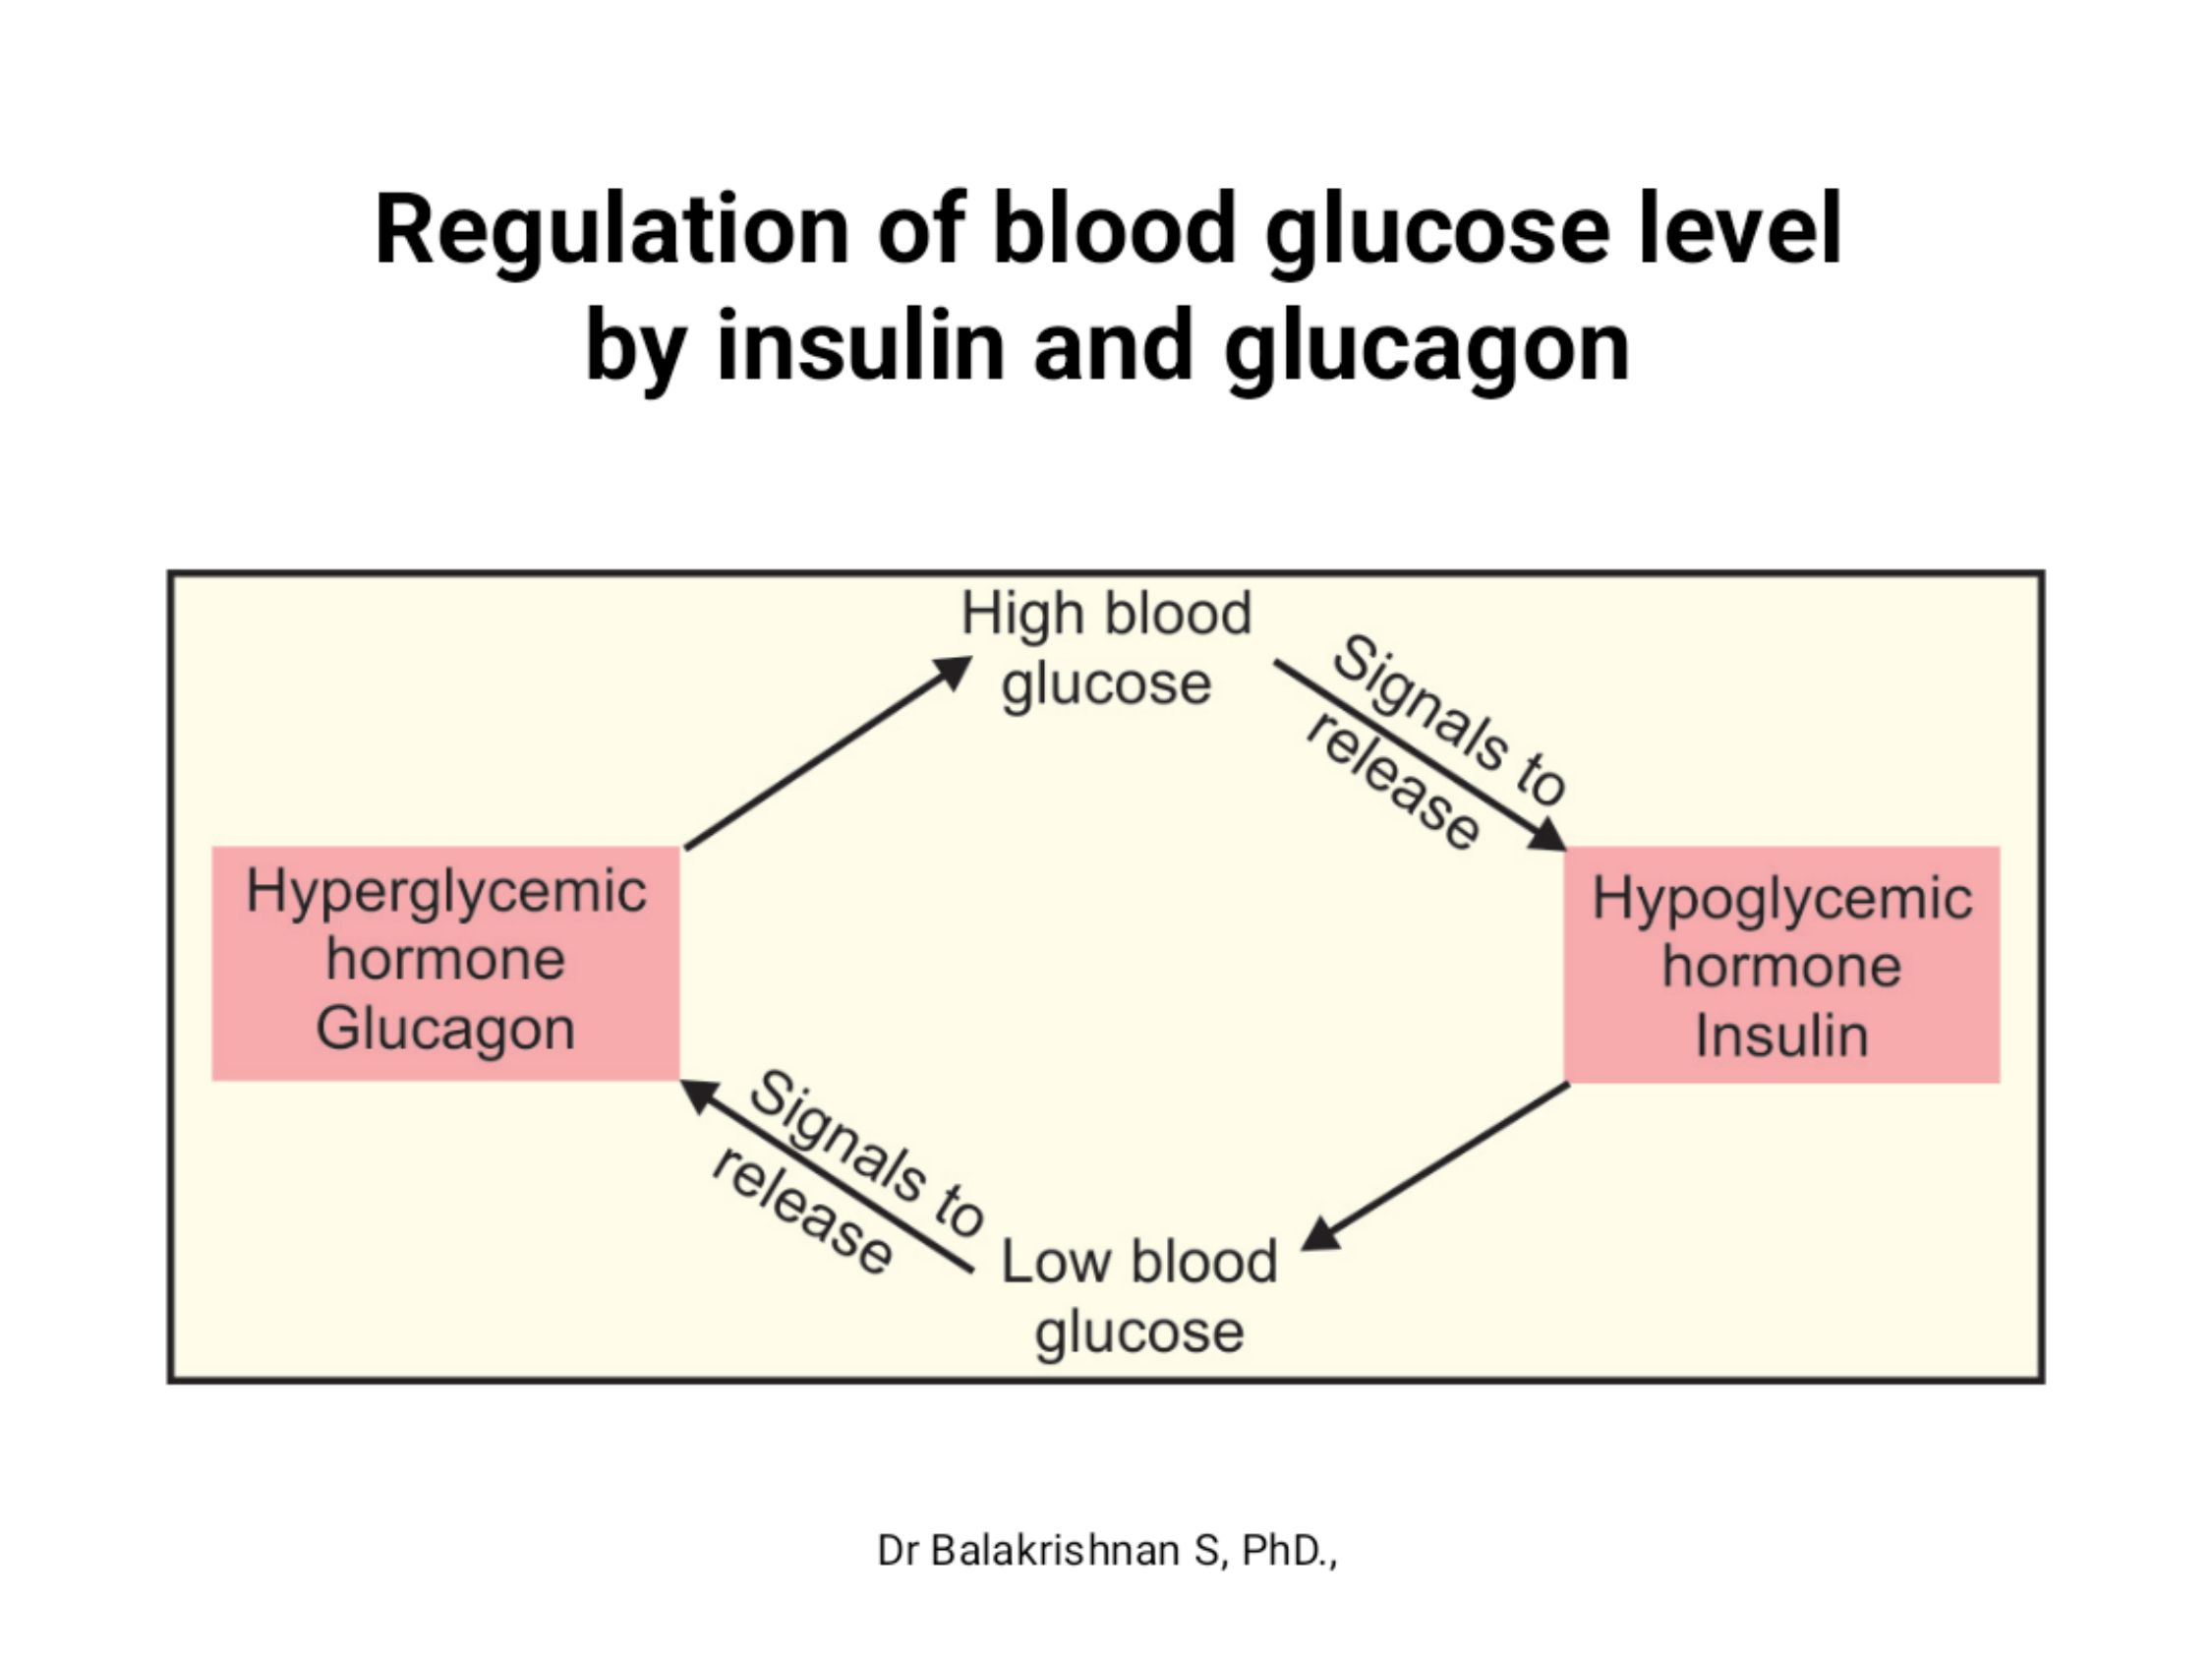 Regulation of blood glucose level
by insulin and glucagon
High blood
glucose
Signals to
release
Hyperglycemic
hormone
Glucagon
Hypoglycemic
hormone
Insulin
Signals to
release
Low blood
glucose
Dr Balakrishnan S, PhD.,